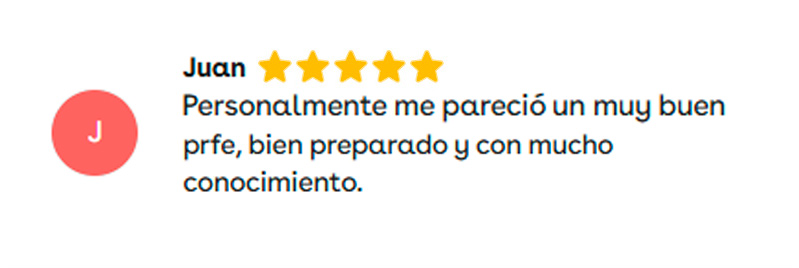 Juan
Personalmente me pareció un muy buen
J
prfe, bien preparado y con mucho
conocimiento.